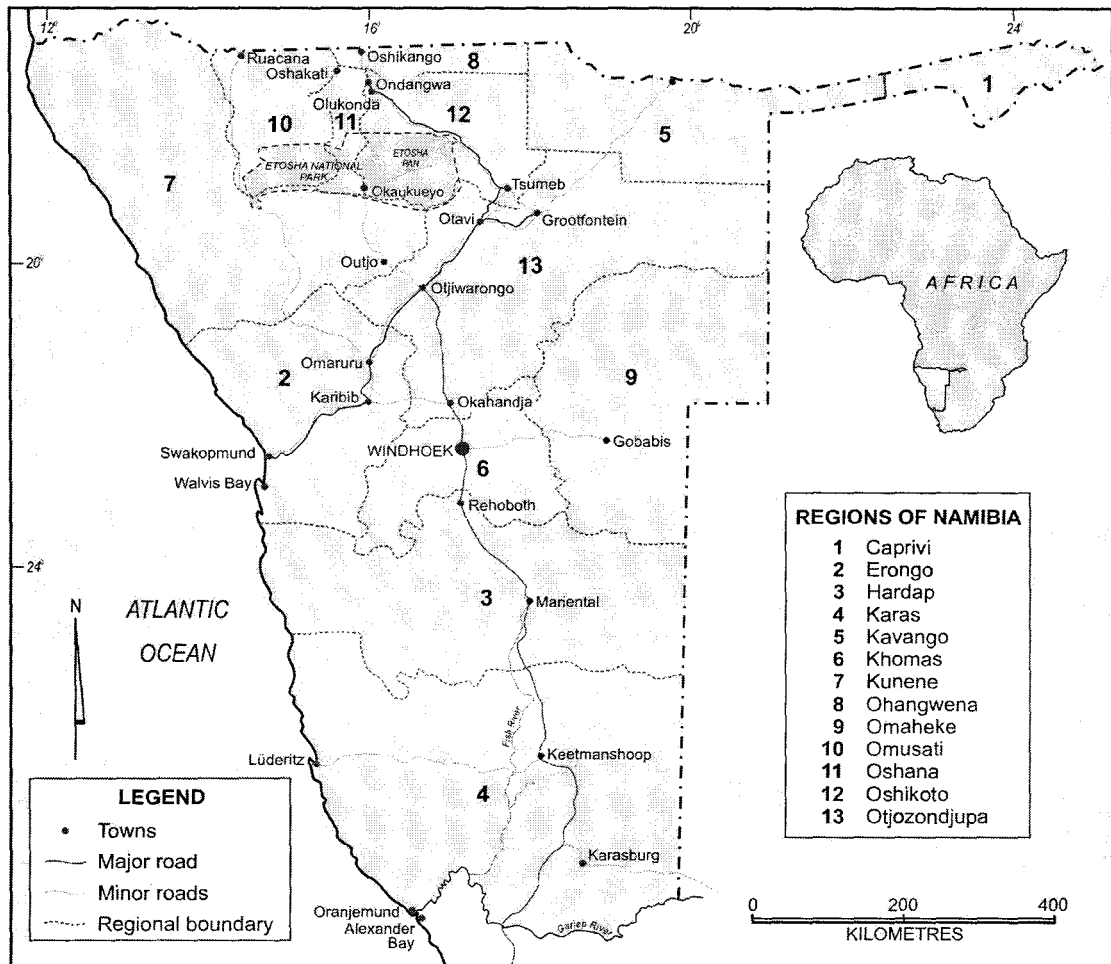 12°
16°
20°
24°
Ruacana
Oshikango
Oshakati
8
1
Ondangwa
Olukonda
12
10
11
5
ETOSHA
PAN
ETOSHA NATIONAL
PARK
7
Okaukueyo
Tsumeb
Otavi
Grootfontein
20°
Outjo
13
Otjiwarongo
AFRICA
Omaruru
2
9
Karibib
Okahandja
Swakopmund
WINDHOEK
Gobabis
6
Walvis Bay
Rehoboth
24°
N
ATLANTIC
OCEAN
3
Mariental
Fish River
Lüderitz
Keetmanshoop
4
Karasburg
Oranjemund
Alexander
Bay
Gariep River
REGIONS OF NAMIBIA
1 Caprivi
2 Erongo
3 Hardap
4 Karas
5 Kavango
6 Khomas
7 Kunene
8 Ohangwena
9 Omaheke
10 Omusati
11 Oshana
12 Oshikoto
13 Otjozondjupa
LEGEND
Towns
Major road
Minor roads
Regional boundary
0 200 400
KILOMETRES